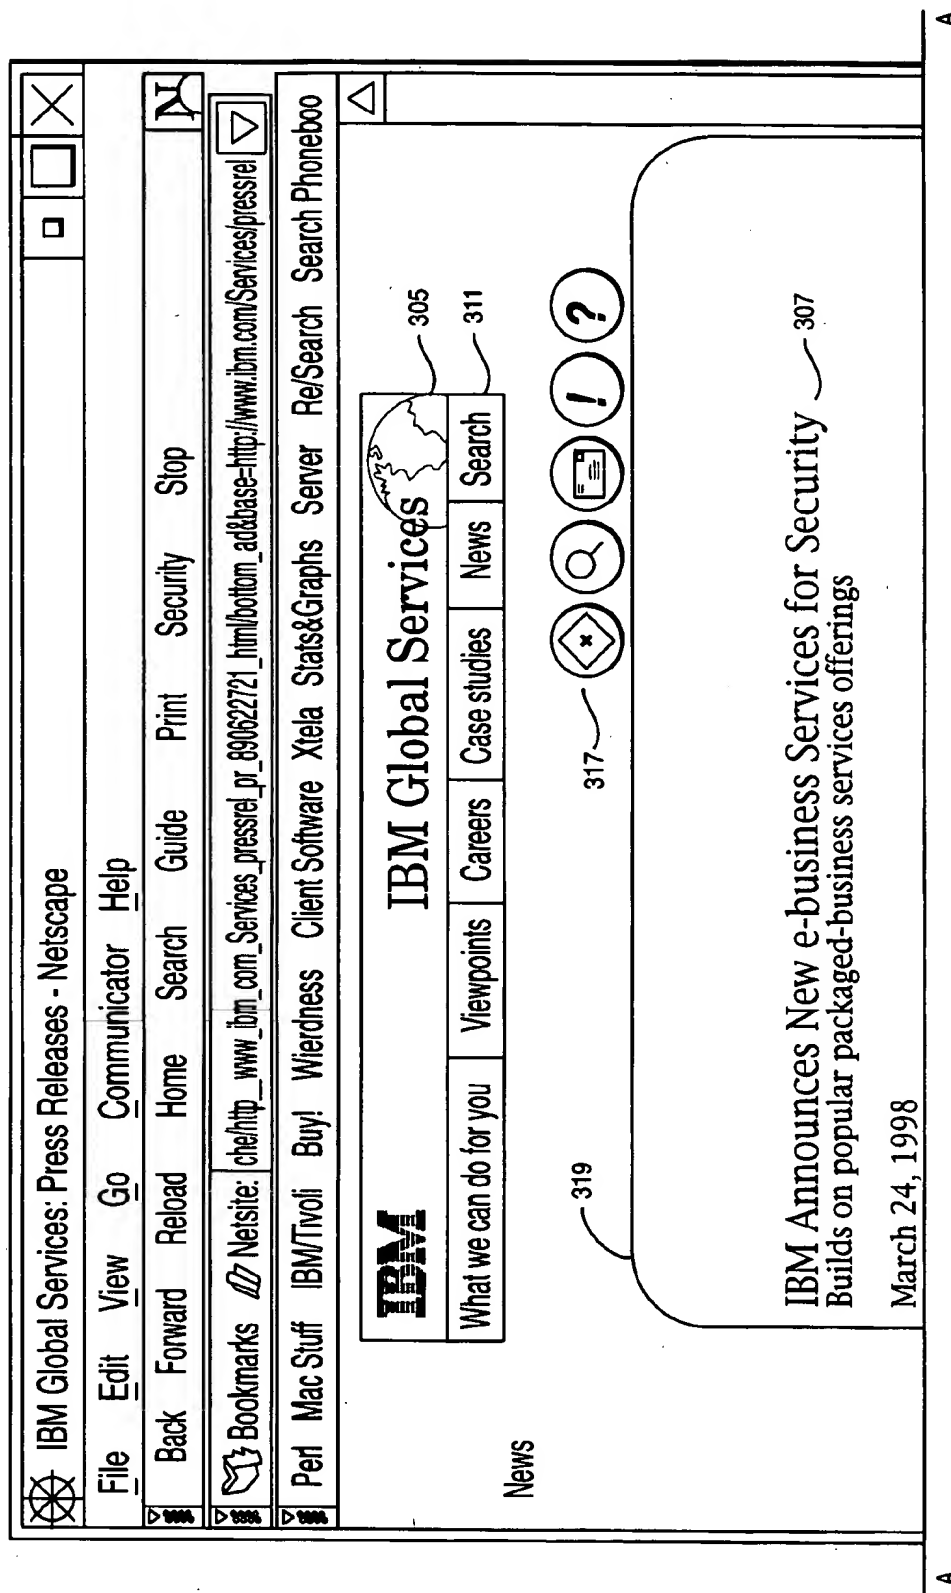 IBM Global Services: Press Releases - Netscape
File Edit View Go Communicator Help
Back Forward Reload Home Search Guide Print Security Stop
N
Bookmarks Netsite: che/http__www_ibm_com_Services_pressrel_pr_890622721_html/bottom_ad&base=http://www.ibm.com/Services/pressrel
Perl Mac Stuff IBM/Tivoli Buy! Wierdness Client Software Xtela Stats&Graphs Server Re/Search Search Phoneboo
IBM IBM Global Services
305
What we can do for you Viewpoints Careers Case studies News Search
311
News
317
! ?
319
IBM Announces New e-business Services for Security
307
Builds on popular packaged-business services offerings
March 24, 1998
A A